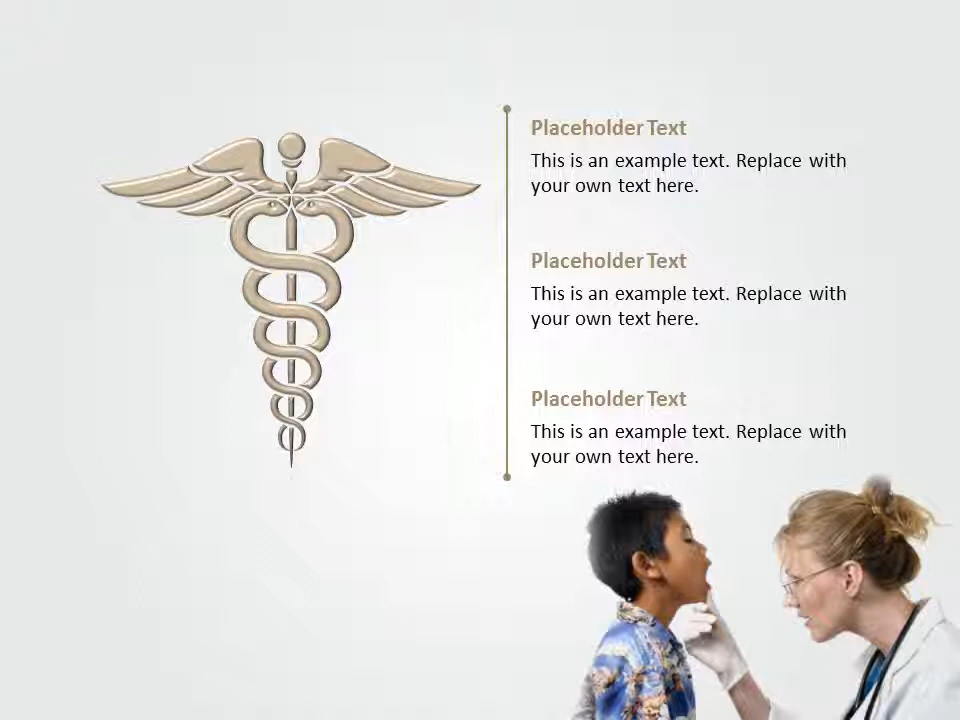 Placeholder Text
This is an example text. Replace with
your own text here.
Placeholder Text
This is an example text. Replace with
your own text here.
Placeholder Text
This is an example text. Replace with
your own text here.